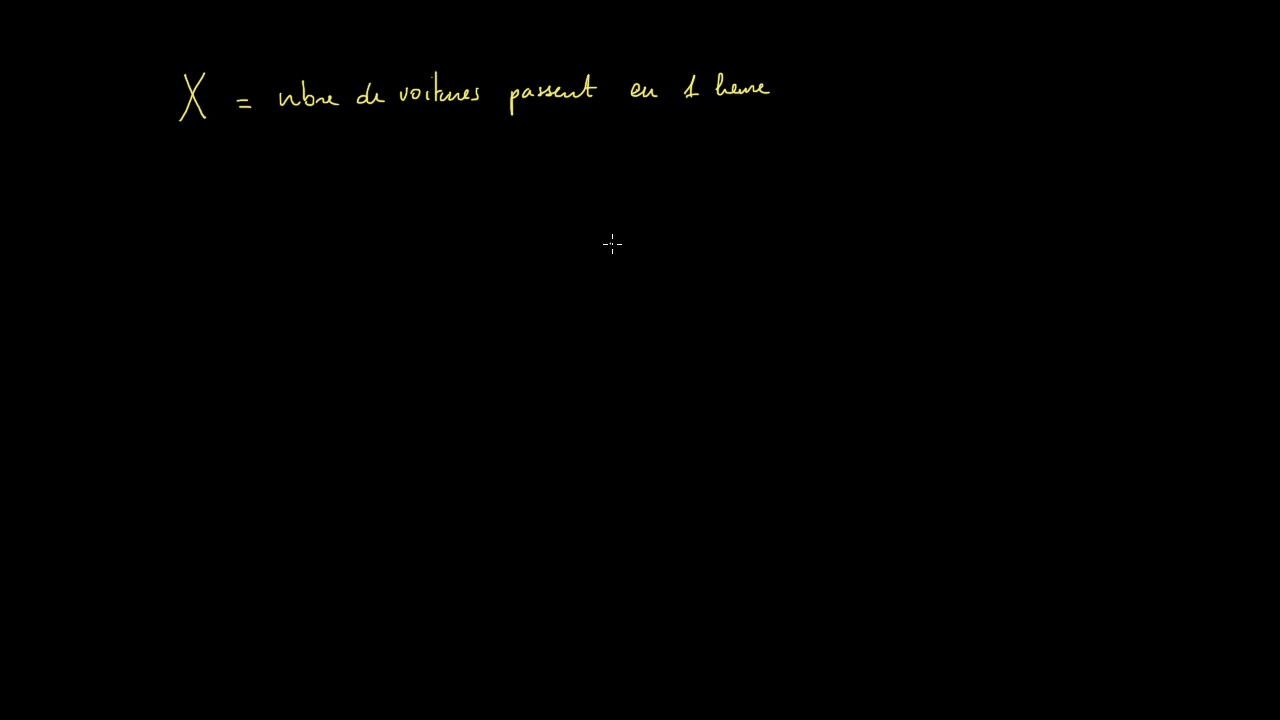 X = nbre de voitures passent en 1 heure